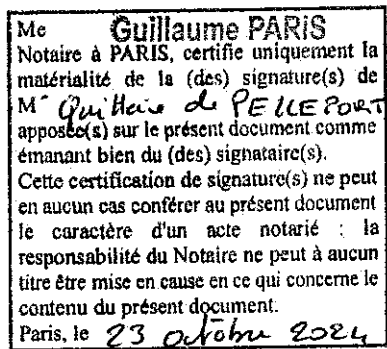 Me Guillaume PARIS
Notaire à PARIS, certifie uniquement la
matérialité de la (des) signature(s) de
M de PELLEPORT
apposée(s) sur le présent document comme
émanant bien du (des) signataire(s).
Cette certification de signature(s) ne peut
en aucun cas conférer au présent document
le caractère d'un acte notarié : la
responsabilité du Notaire ne peut à aucun
titre être mise en cause en ce qui concerne le
contenu du présent document.
Paris, le 23 octobre 2024